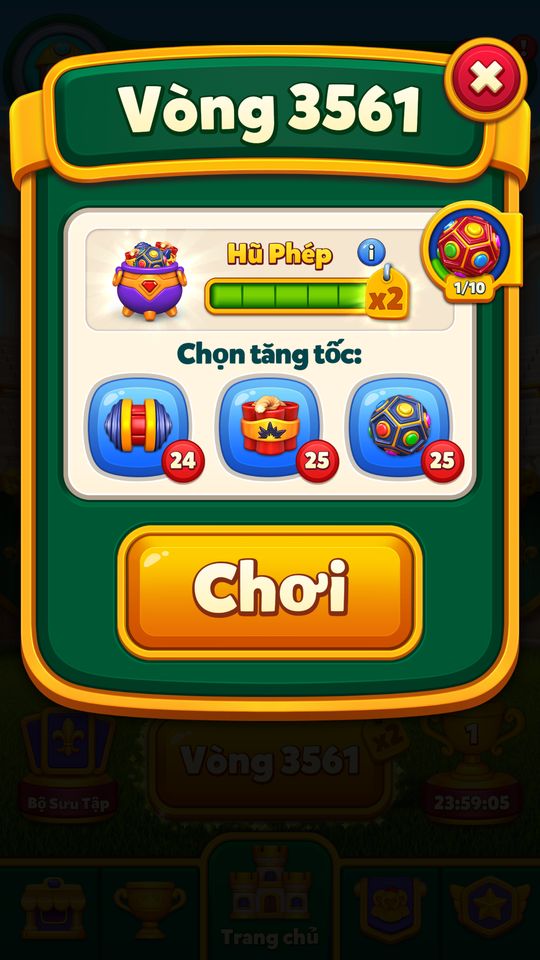 Vòng 3561
Hũ Phép
i
x2
1/10
Chọn tăng tốc:
24
25
25
Chơi
Vòng 3561
x2
1
Bộ Sưu Tập
23:59:05
Trang chủ